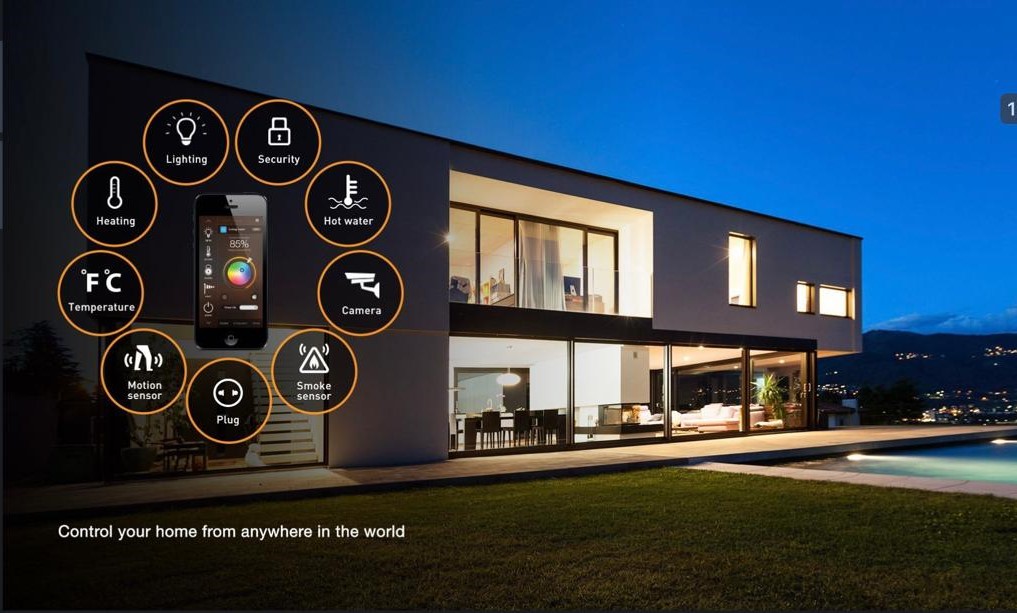 Lighting
Security
Heating
Hot water
85%
°F °C
Temperature
Camera
Motion
sensor
Smoke
sensor
Plug
Control your home from anywhere in the world
1